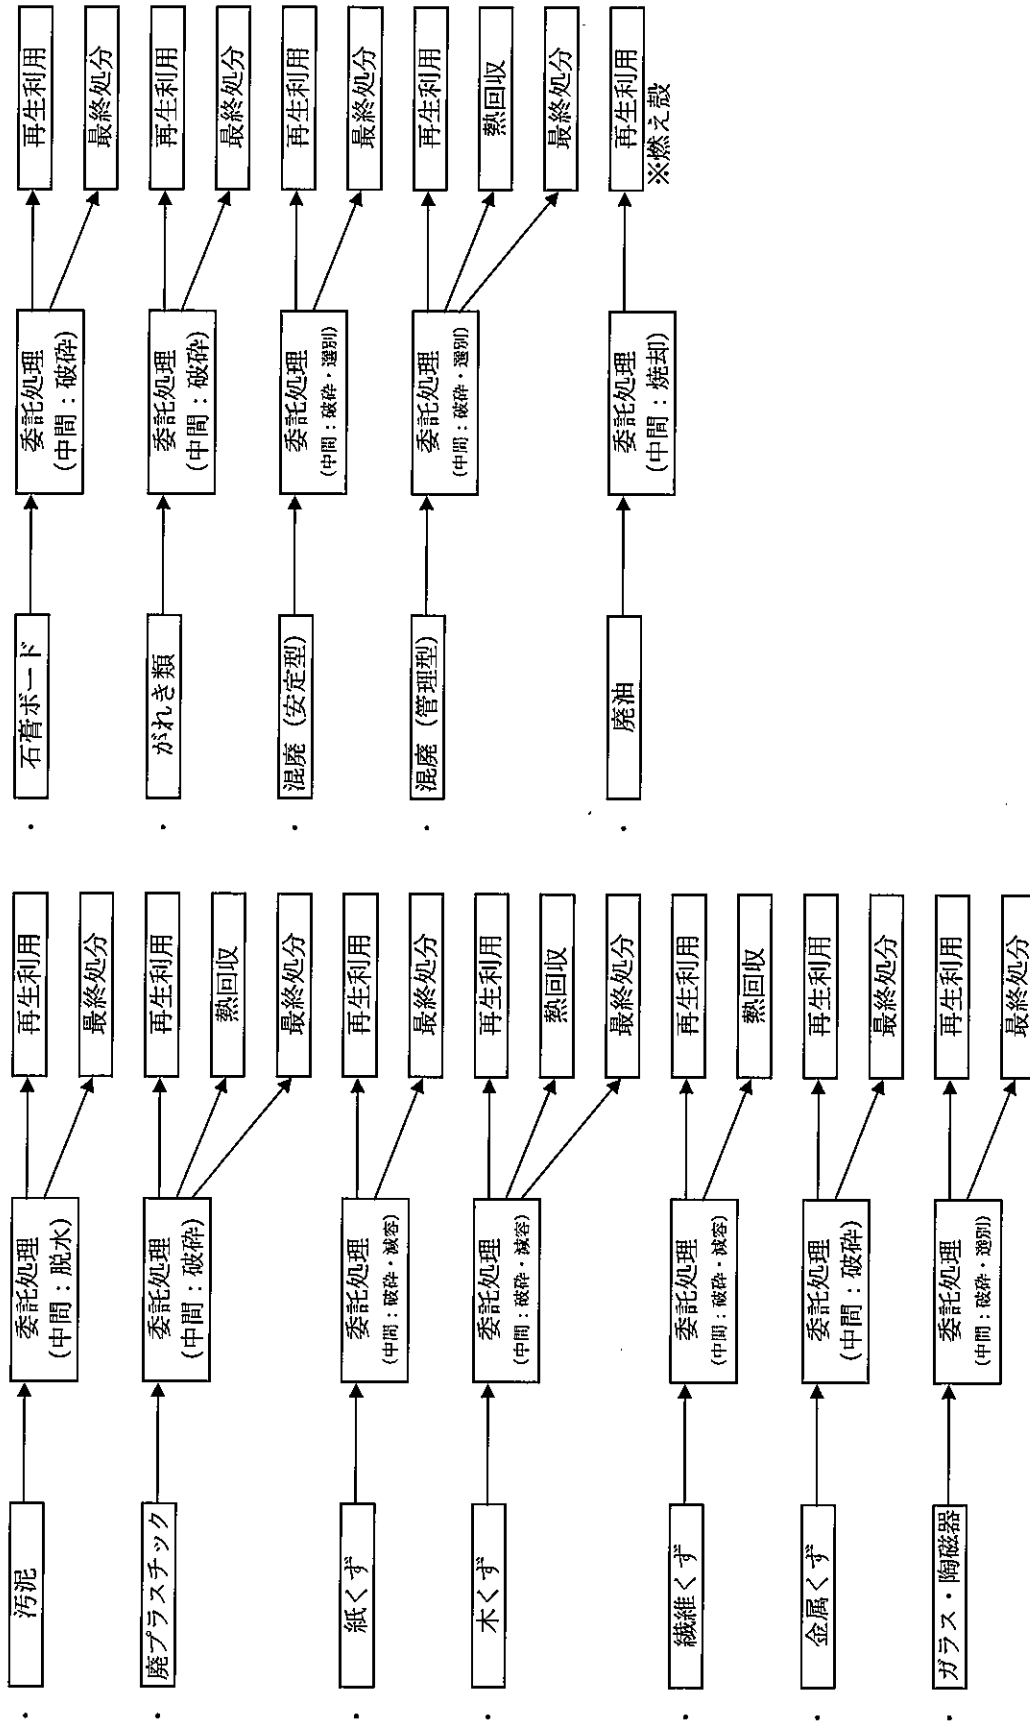 ・ 汚泥
委託処理
(中間：脱水)
再生利用
最終処分
・ 廃プラスチック
委託処理
(中間：破砕)
再生利用
熱回収
最終処分
・ 紙くず
委託処理
(中間：破砕・減容)
再生利用
最終処分
・ 木くず
委託処理
(中間：破砕・減容)
再生利用
熱回収
最終処分
・ 繊維くず
委託処理
(中間：破砕・減容)
再生利用
熱回収
・ 金属くず
委託処理
(中間：破砕)
再生利用
最終処分
・ ガラス・陶磁器
委託処理
(中間：破砕・選別)
再生利用
最終処分
・ 石膏ボード
委託処理
(中間：破砕)
再生利用
最終処分
・ がれき類
委託処理
(中間：破砕)
再生利用
最終処分
・ 混廃（安定型）
委託処理
(中間：破砕・選別)
再生利用
最終処分
・ 混廃（管理型）
委託処理
(中間：破砕・選別)
再生利用
熱回収
最終処分
・ 廃油
委託処理
(中間：焼却)
再生利用
※燃え殻